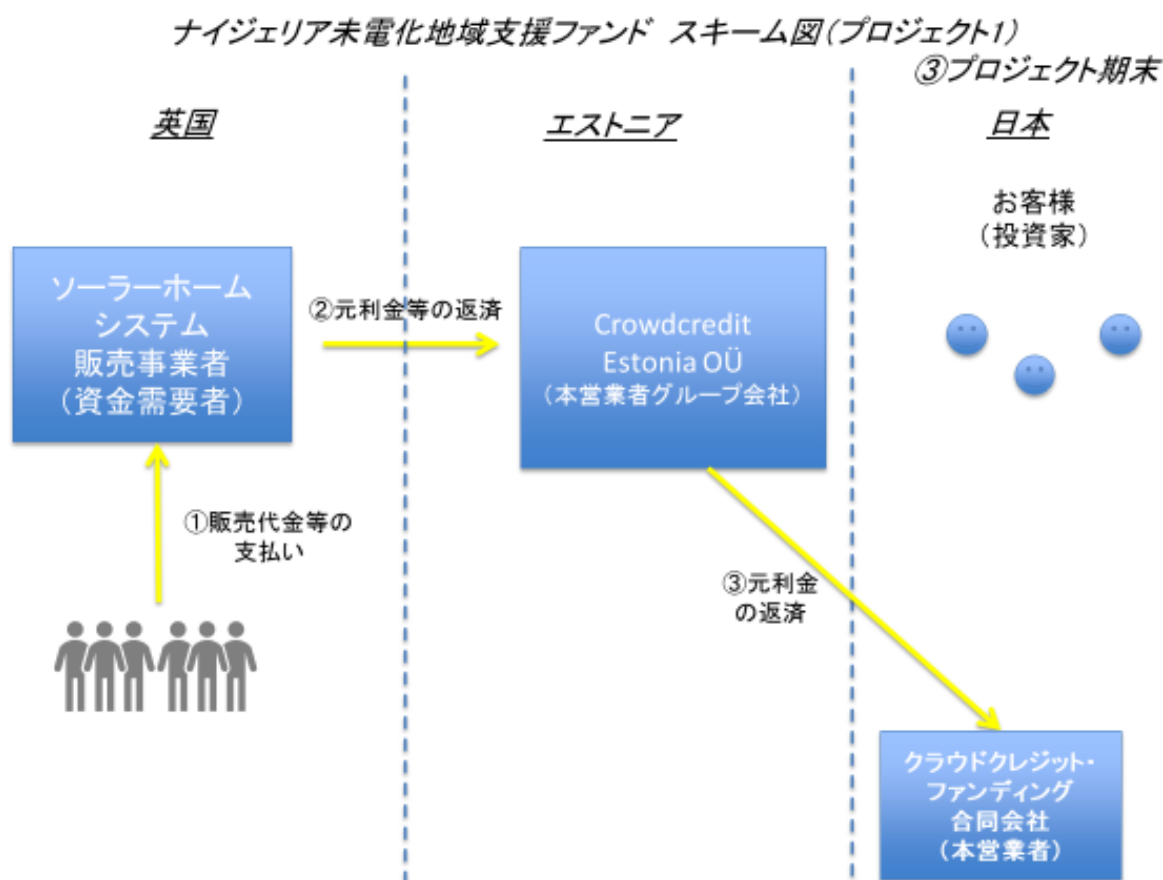 ナイジェリア未電化地域支援ファンド スキーム図(プロジェクト1)
③プロジェクト期末
英国
エストニア
日本
お客様
(投資家)
ソーラーホーム
システム
販売事業者
(資金需要者)
②元利金等の返済
Crowdcredit
Estonia OÜ
(本営業者グループ会社)
①販売代金等の
支払い
③元利金
の返済
クラウドクレジット・
ファンディング
合同会社
(本営業者)